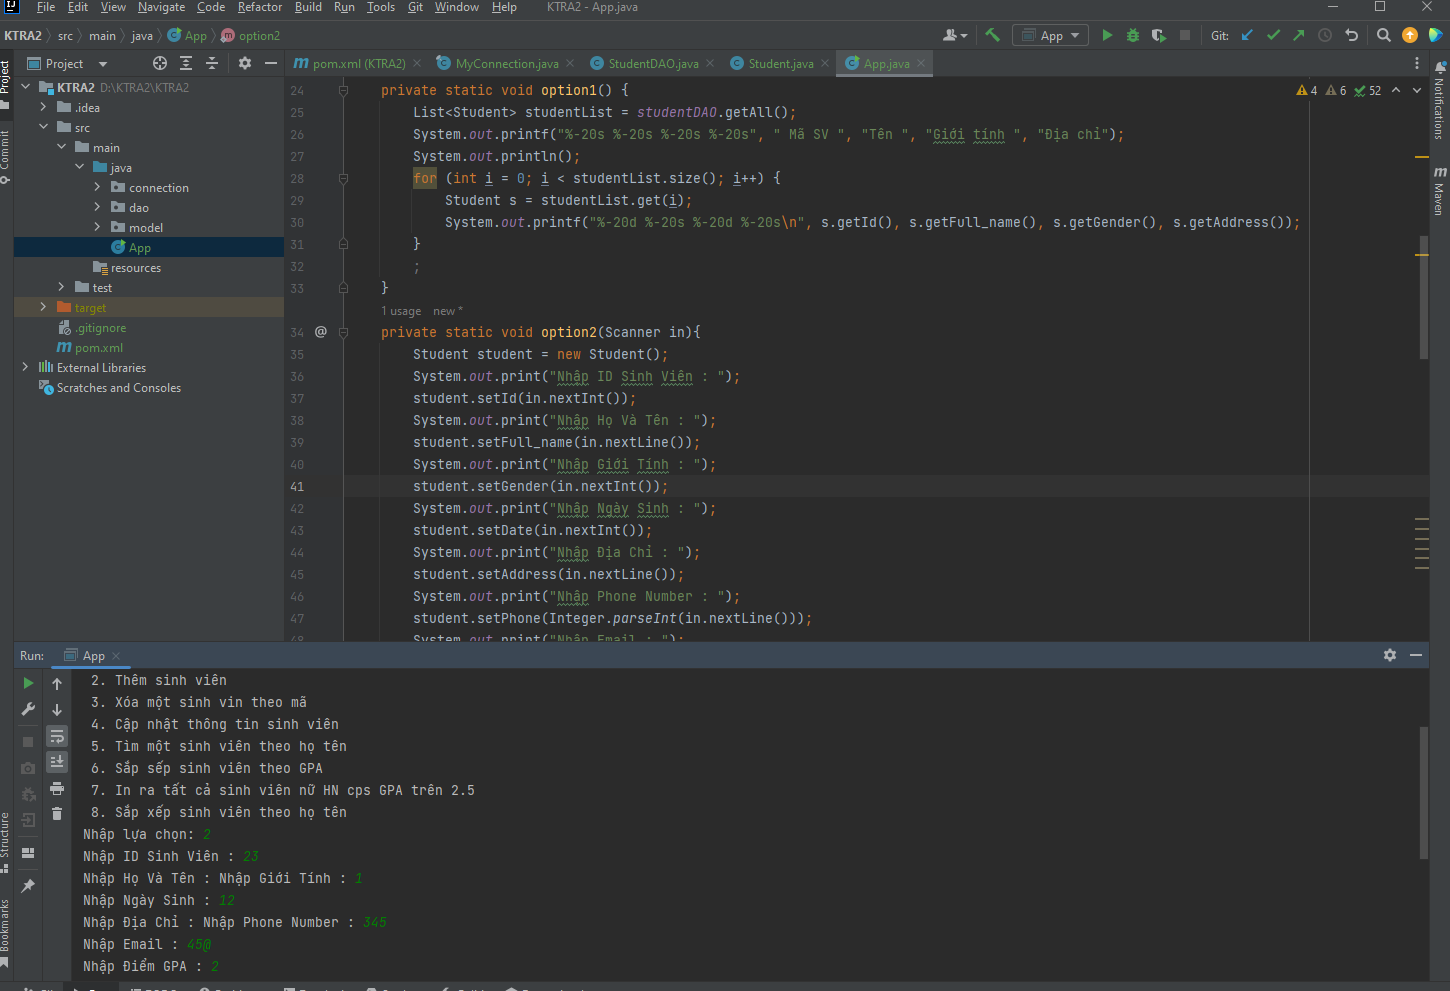 File Edit View Navigate Code Refactor Build Run Tools Git Window Help KTRA2 - App.java
KTRA2 src main java App option2
App
Git:
Project
pom.xml (KTRA2) MyConnection.java StudentDAO.java Student.java App.java
KTRA2 D:\KTRA2\KTRA2
.idea
src
main
java
connection
dao
model
App
resources
test
target
.gitignore
pom.xml
External Libraries
Scratches and Consoles
Project
Commit
Structure
Bookmarks
Notifications
Maven
4 6 52
24 private static void option1() {
25 List<Student> studentList = studentDAO.getAll();
26 System.out.printf("%-20s %-20s %-20s %-20s", " Mã SV ", "Tên ", "Giới tính ", "Địa chỉ");
27 System.out.println();
28 for (int i = 0; i < studentList.size(); i++) {
29 Student s = studentList.get(i);
30 System.out.printf("%-20d %-20s %-20d %-20s\n", s.getId(), s.getFull_name(), s.getGender(), s.getAddress());
31 }
32 ;
33 }
1 usage new *
34 @ private static void option2(Scanner in){
35 Student student = new Student();
36 System.out.print("Nhập ID Sinh Viên : ");
37 student.setId(in.nextInt());
38 System.out.print("Nhập Họ Và Tên : ");
39 student.setFull_name(in.nextLine());
40 System.out.print("Nhập Giới Tính : ");
41 student.setGender(in.nextInt());
42 System.out.print("Nhập Ngày Sinh : ");
43 student.setDate(in.nextInt());
44 System.out.print("Nhập Địa Chỉ : ");
45 student.setAddress(in.nextLine());
46 System.out.print("Nhập Phone Number : ");
47 student.setPhone(Integer.parseInt(in.nextLine()));
48 System.out.print("Nhập Email : ");
Run: App
2. Thêm sinh viên
3. Xóa một sinh vin theo mã
4. Cập nhật thông tin sinh viên
5. Tìm một sinh viên theo họ tên
6. Sắp sếp sinh viên theo GPA
7. In ra tất cả sinh viên nữ HN cps GPA trên 2.5
8. Sắp xếp sinh viên theo họ tên
Nhập lựa chọn: 2
Nhập ID Sinh Viên : 23
Nhập Họ Và Tên : Nhập Giới Tính : 1
Nhập Ngày Sinh : 12
Nhập Địa Chỉ : Nhập Phone Number : 345
Nhập Email : 45@
Nhập Điểm GPA : 2